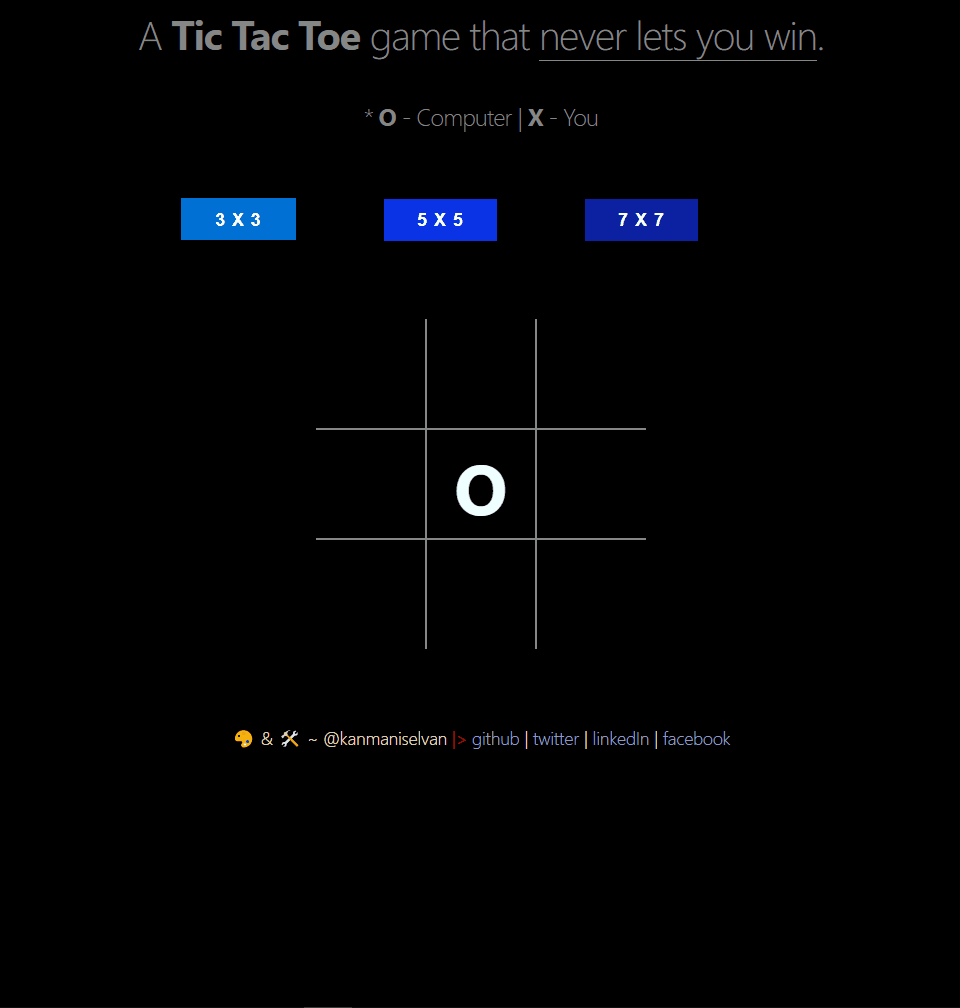 A Tic Tac Toe game that never lets you win.
* O - Computer | X - You
3 X 3 5 X 5 7 X 7
O
🎨 & 🛠 ~ @kanmaniselvan |> github | twitter | linkedIn | facebook